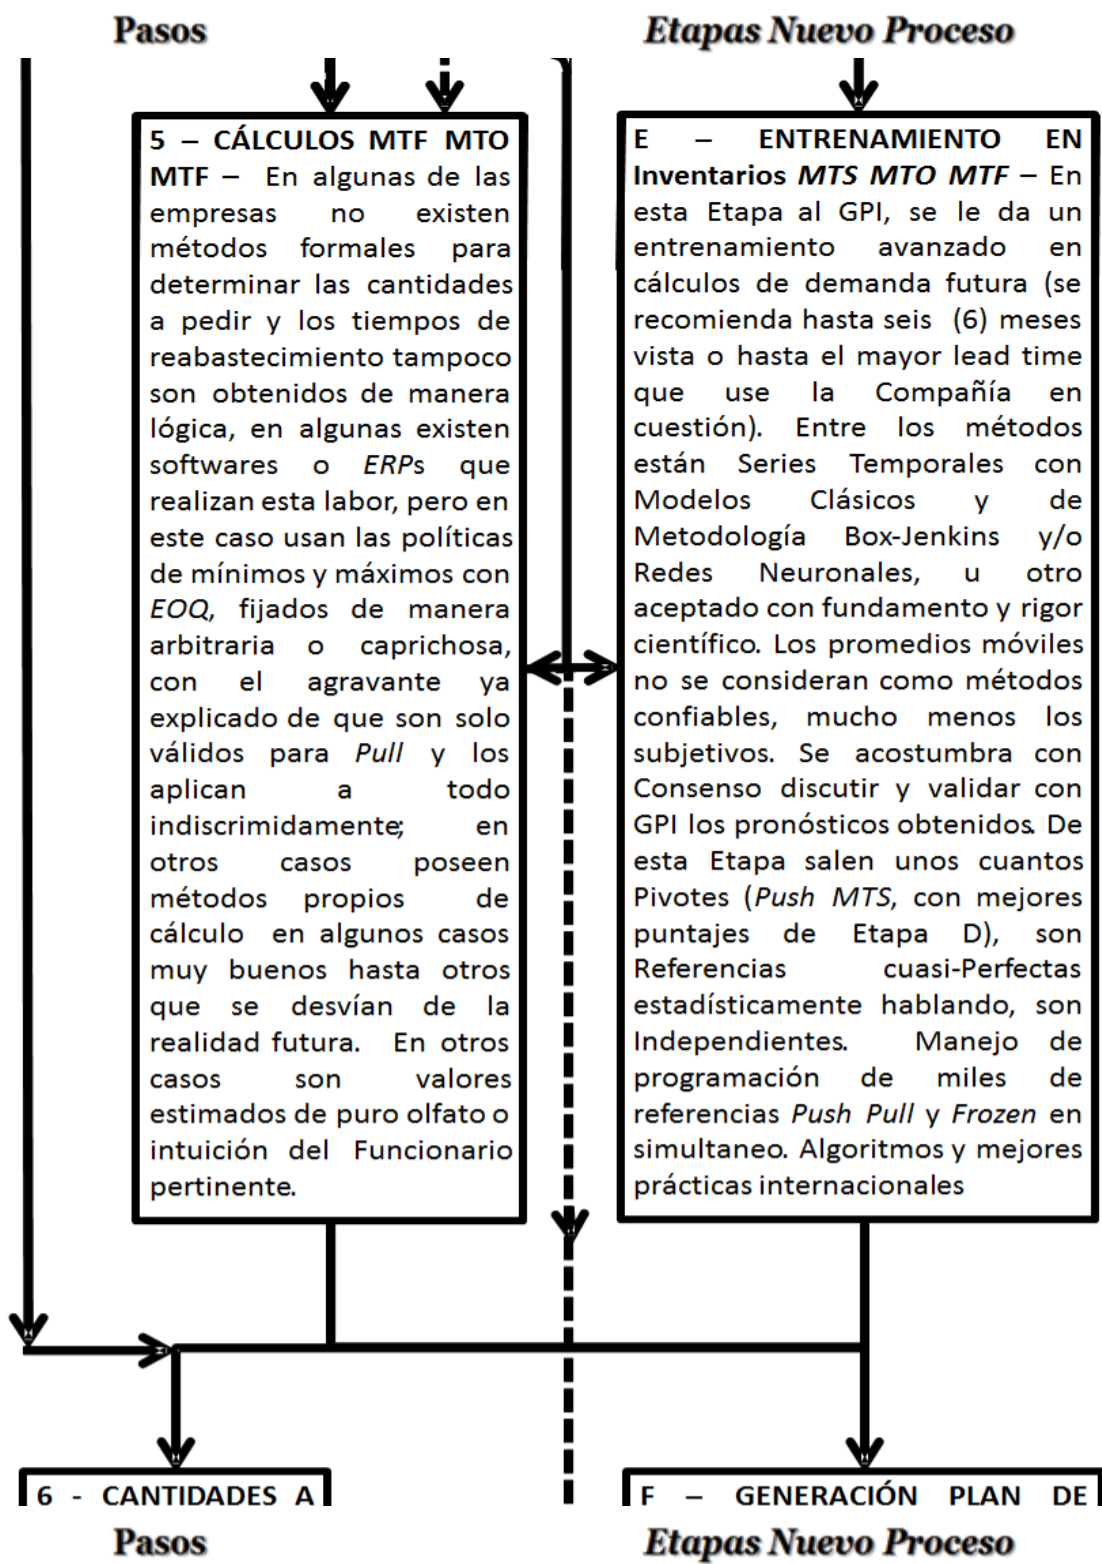 Pasos
Etapas Nuevo Proceso
5 – CÁLCULOS MTF MTO
MTF – En algunas de las
empresas no existen
métodos formales para
determinar las cantidades
a pedir y los tiempos de
reabastecimiento tampoco
son obtenidos de manera
lógica, en algunas existen
softwares o ERPs que
realizan esta labor, pero en
este caso usan las políticas
de mínimos y máximos con
EOQ, fijados de manera
arbitraria o caprichosa,
con el agravante ya
explicado de que son solo
válidos para Pull y los
aplican a todo
indiscrimidamente; en
otros casos poseen
métodos propios de
cálculo en algunos casos
muy buenos hasta otros
que se desvían de la
realidad futura. En otros
casos son valores
estimados de puro olfato o
intuición del Funcionario
pertinente.
E – ENTRENAMIENTO EN
Inventarios MTS MTO MTF – En
esta Etapa al GPI, se le da un
entrenamiento avanzado en
cálculos de demanda futura (se
recomienda hasta seis (6) meses
vista o hasta el mayor lead time
que use la Compañía en
cuestión). Entre los métodos
están Series Temporales con
Modelos Clásicos y de
Metodología Box-Jenkins y/o
Redes Neuronales, u otro
aceptado con fundamento y rigor
científico. Los promedios móviles
no se consideran como métodos
confiables, mucho menos los
subjetivos. Se acostumbra con
Consenso discutir y validar con
GPI los pronósticos obtenidos. De
esta Etapa salen unos cuantos
Pivotes (Push MTS, con mejores
puntajes de Etapa D), son
Referencias cuasi-Perfectas
estadísticamente hablando, son
Independientes. Manejo de
programación de miles de
referencias Push Pull y Frozen en
simultaneo. Algoritmos y mejores
prácticas internacionales
6 - CANTIDADES A
F – GENERACIÓN PLAN DE
Pasos
Etapas Nuevo Proceso